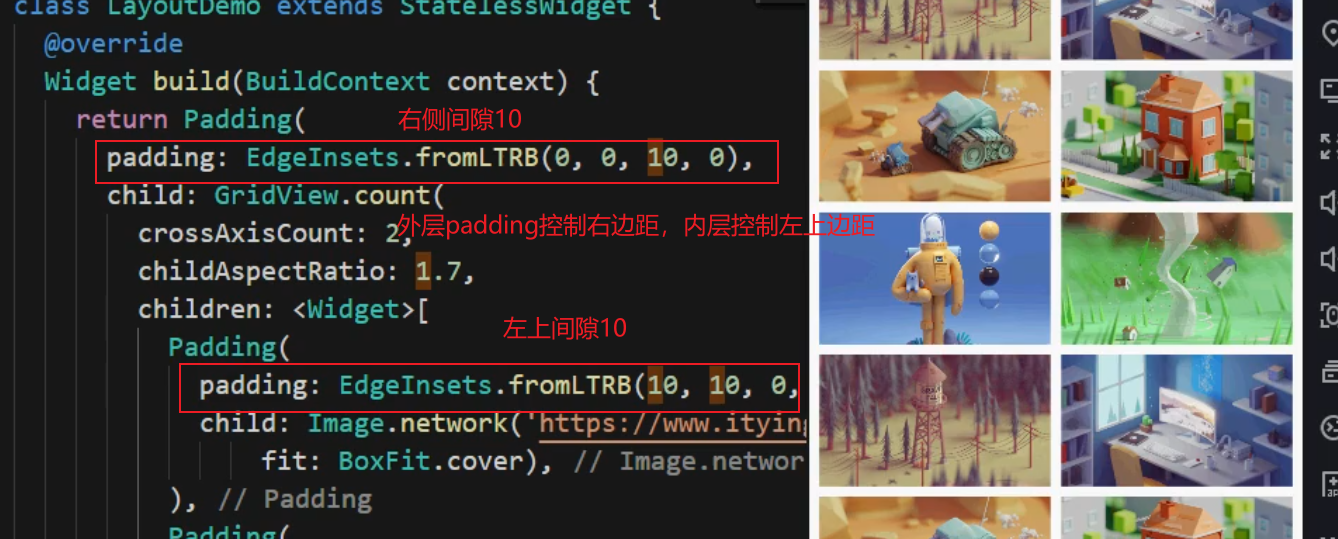 class LayoutDemo extends StatelessWidget {
@override
Widget build(BuildContext context) {
return Padding(
右侧间隙10
padding: EdgeInsets.fromLTRB(0, 0, 10, 0),
child: GridView.count(
crossAxisCount: 2,
外层padding控制右边距，内层控制左上边距
childAspectRatio: 1.7,
children: <Widget>[
左上间隙10
Padding(
padding: EdgeInsets.fromLTRB(10, 10, 0,
child: Image.network('https://www.itying
fit: BoxFit.cover), // Image.networ
), // Padding
Padding(